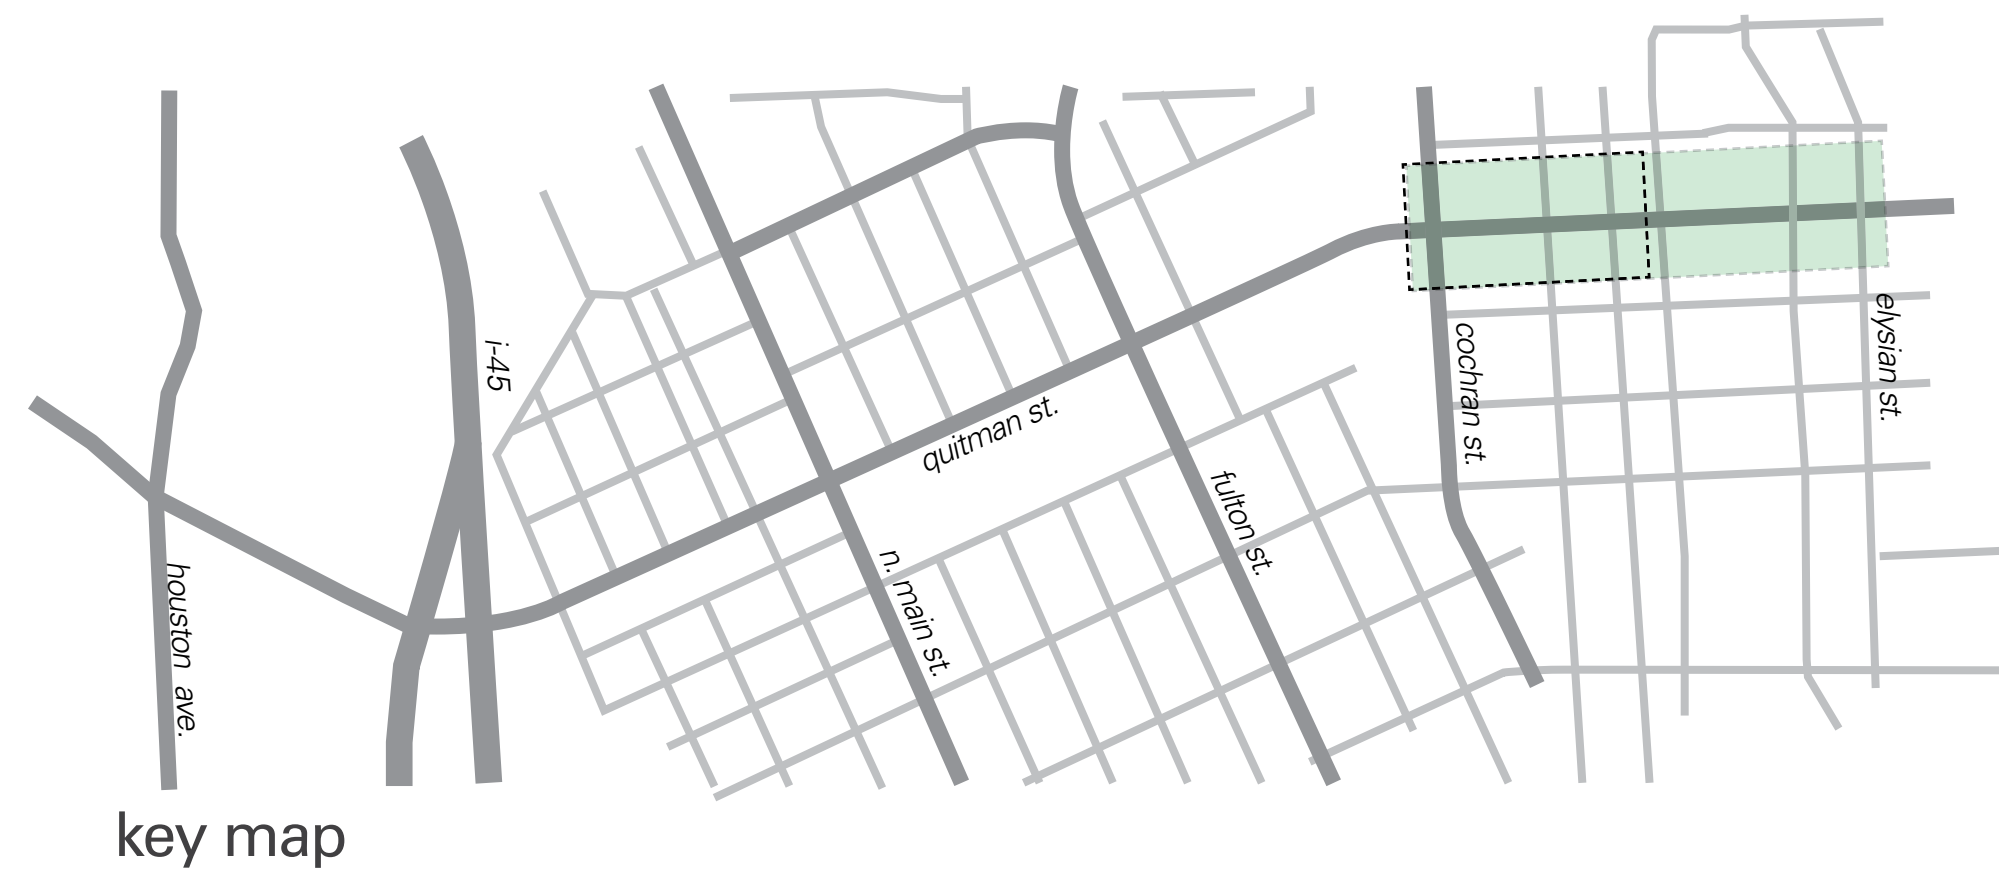 i-45
elysian st.
cochran st.
quitman st.
fulton st.
n. main st.
houston ave.
key map